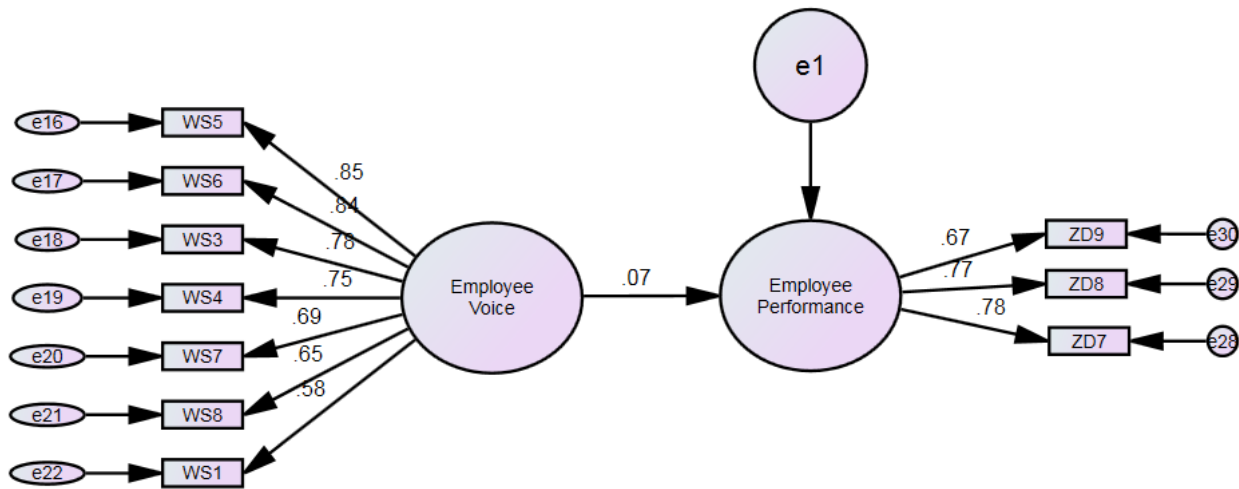 e1
e16
WS5
.85
e17
WS6
.84
e18
WS3
.78
e19
WS4
.75
e20
WS7
.69
e21
WS8
.65
e22
WS1
.58
Employee
Voice
.07
Employee
Performance
.67
ZD9
e30
.77
ZD8
e29
.78
ZD7
e28